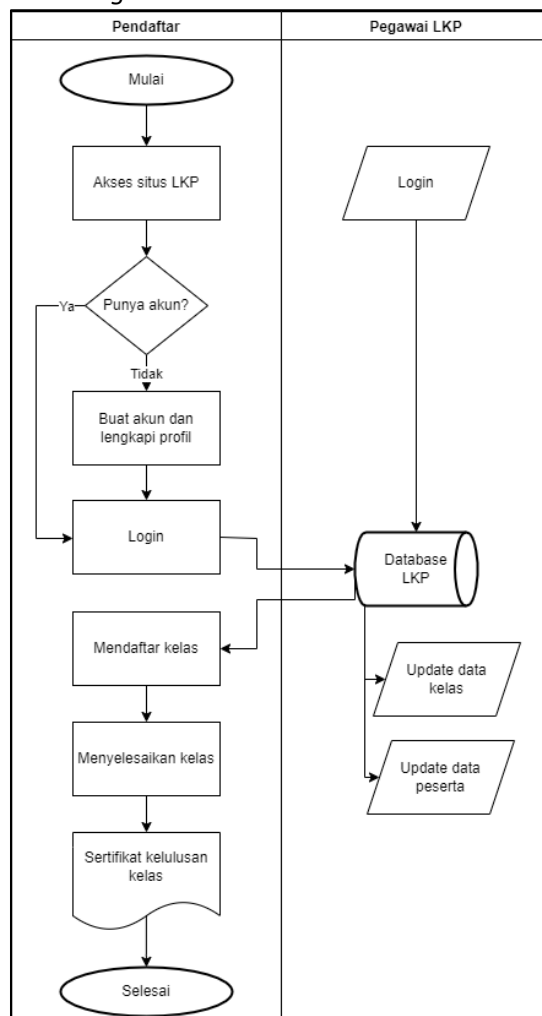 Pendaftar
Pegawai LKP
Mulai
Akses situs LKP
Login
Punya akun?
Ya
Tidak
Buat akun dan
lengkapi profil
Login
Database
LKP
Mendaftar kelas
Update data
kelas
Menyelesaikan kelas
Update data
peserta
Sertifikat kelulusan
kelas
Selesai